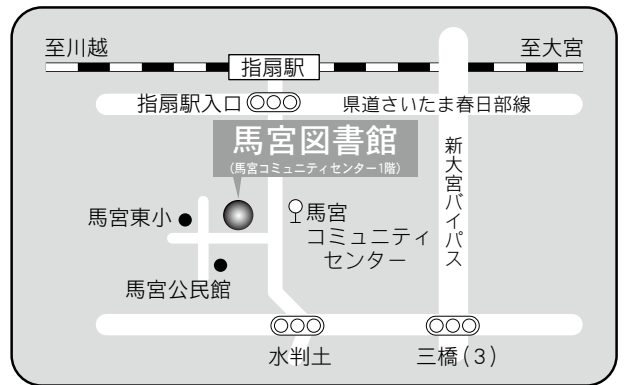 至川越
至大宮
指扇駅
指扇駅入口
県道さいたま春日部線
馬宮図書館
(馬宮コミュニティセンター1階)
新大宮バイパス
馬宮東小
馬宮
コミュニティ
センター
馬宮公民館
水判土
三橋(3)